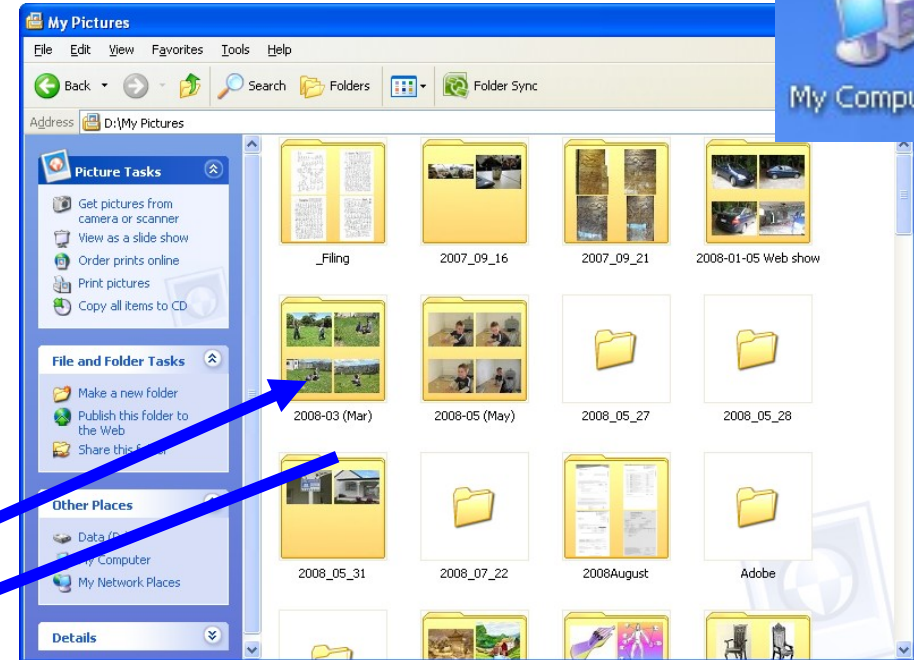 My Pictures
File Edit View Favorites Tools Help
Back Search Folders Folder Sync
My Compu
Address D:\My Pictures
Picture Tasks
Get pictures from
camera or scanner
View as a slide show
Order prints online
Print pictures
Copy all items to CD
File and Folder Tasks
Make a new folder
Publish this folder to
the Web
Share this
Other Places
Data
Computer
My Network Places
Details
_Filing 2007_09_16 2007_09_21 2008-01-05 Web show
2008-03 (Mar) 2008-05 (May) 2008_05_27 2008_05_28
2008_05_31 2008_07_22 2008August Adobe